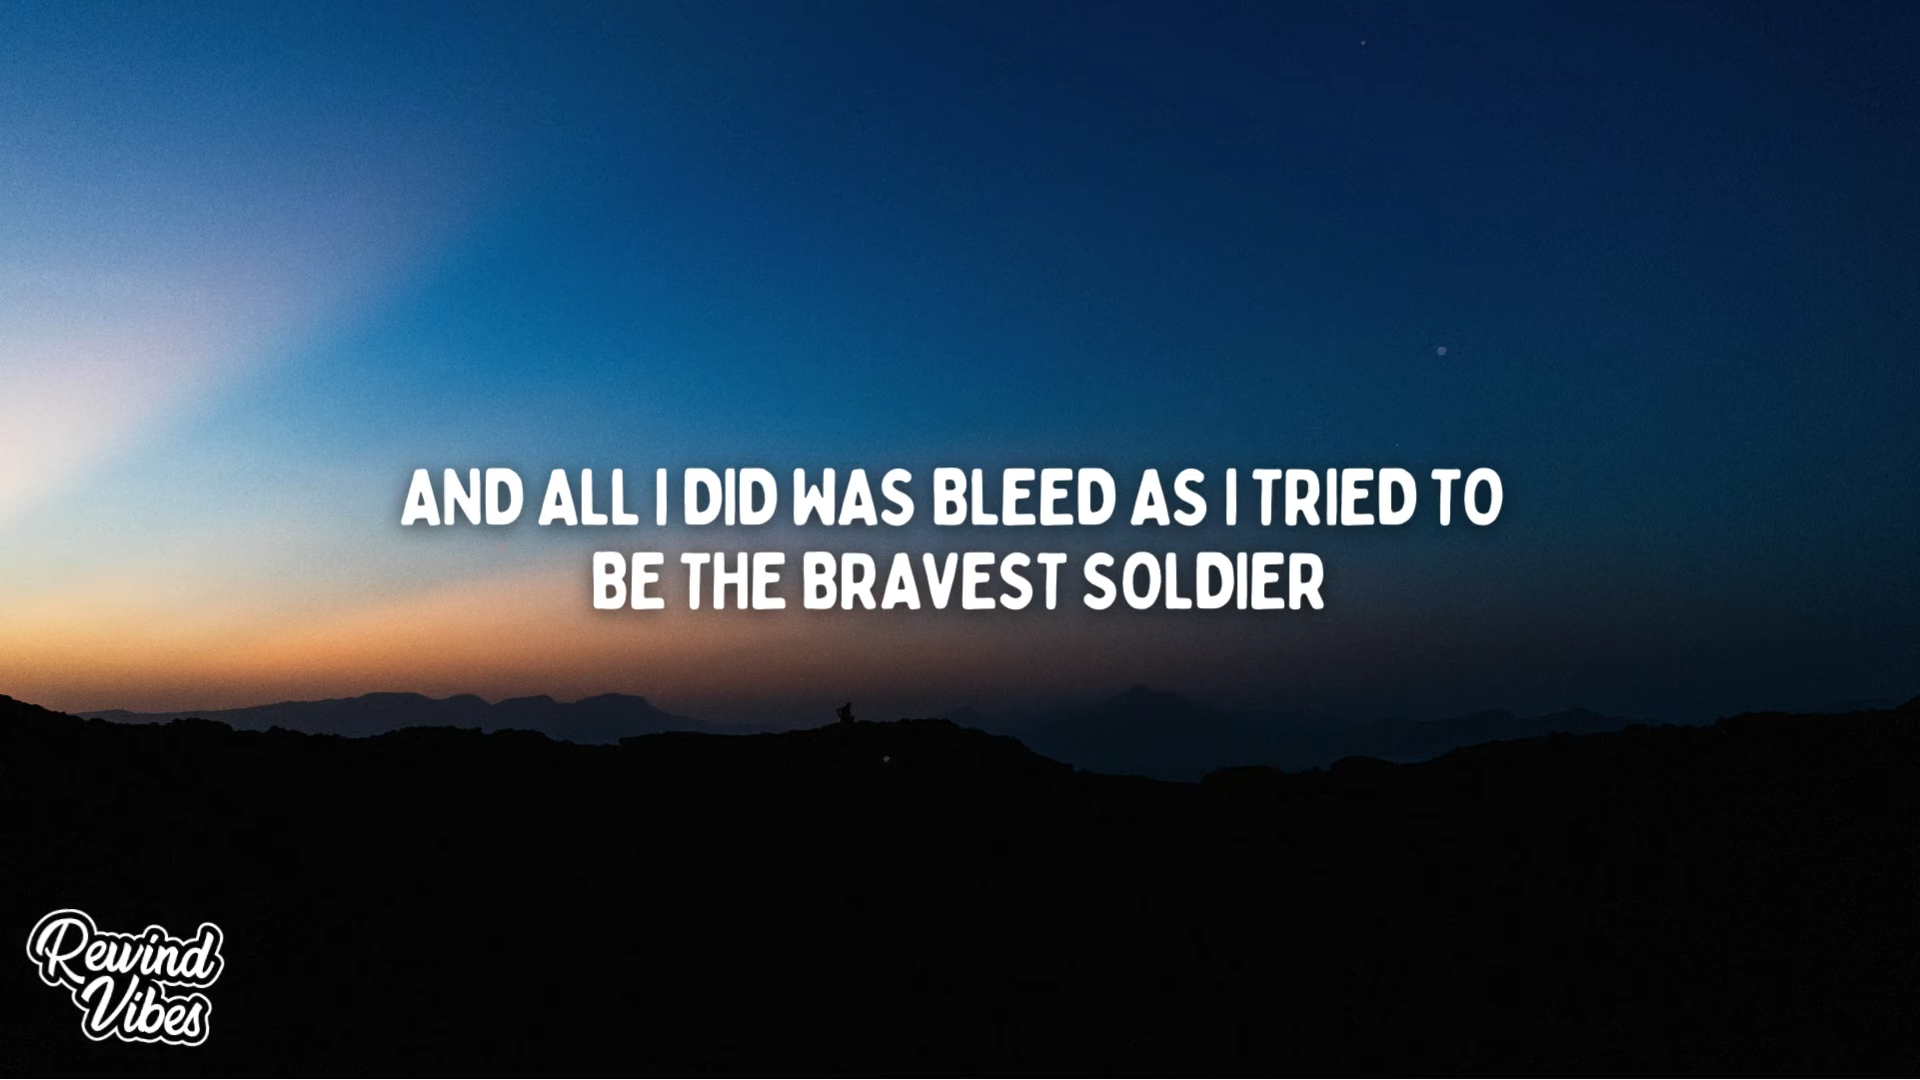 AND ALL I DID WAS BLEED AS I TRIED TO
BE THE BRAVEST SOLDIER
Rewind
Vibes